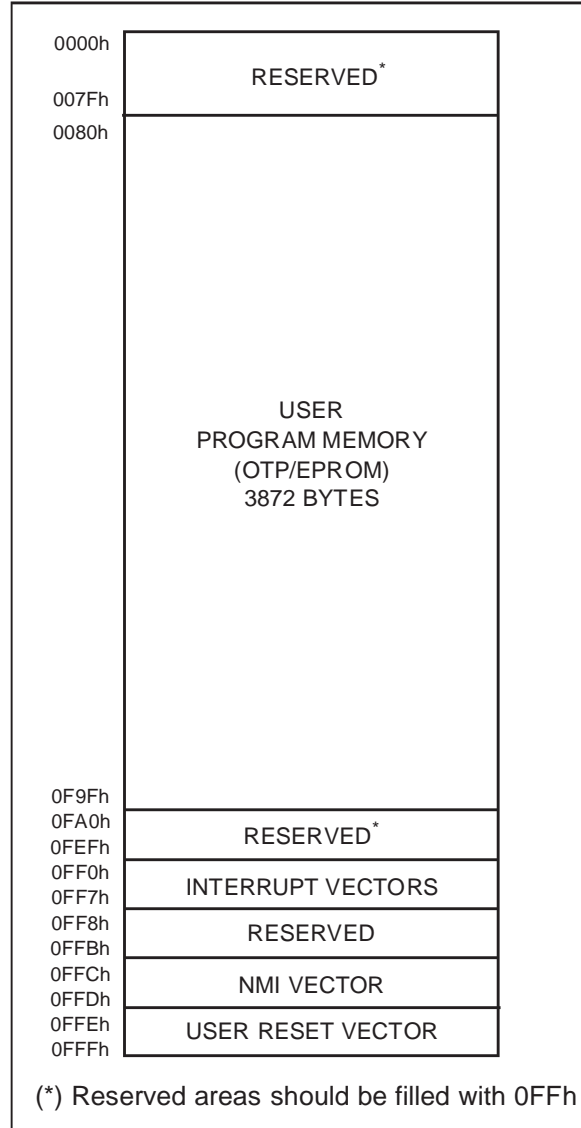 0000h
RESERVED*
007Fh
0080h
USER
PROGRAM MEMORY
(OTP/EPROM)
3872 BYTES
0F9Fh
0FA0h
RESERVED*
0FEFh
0FF0h
INTERRUPT VECTORS
0FF7h
0FF8h
RESERVED
0FFBh
0FFCh
NMI VECTOR
0FFDh
0FFEh
USER RESET VECTOR
0FFFh
(*) Reserved areas should be filled with 0FFh